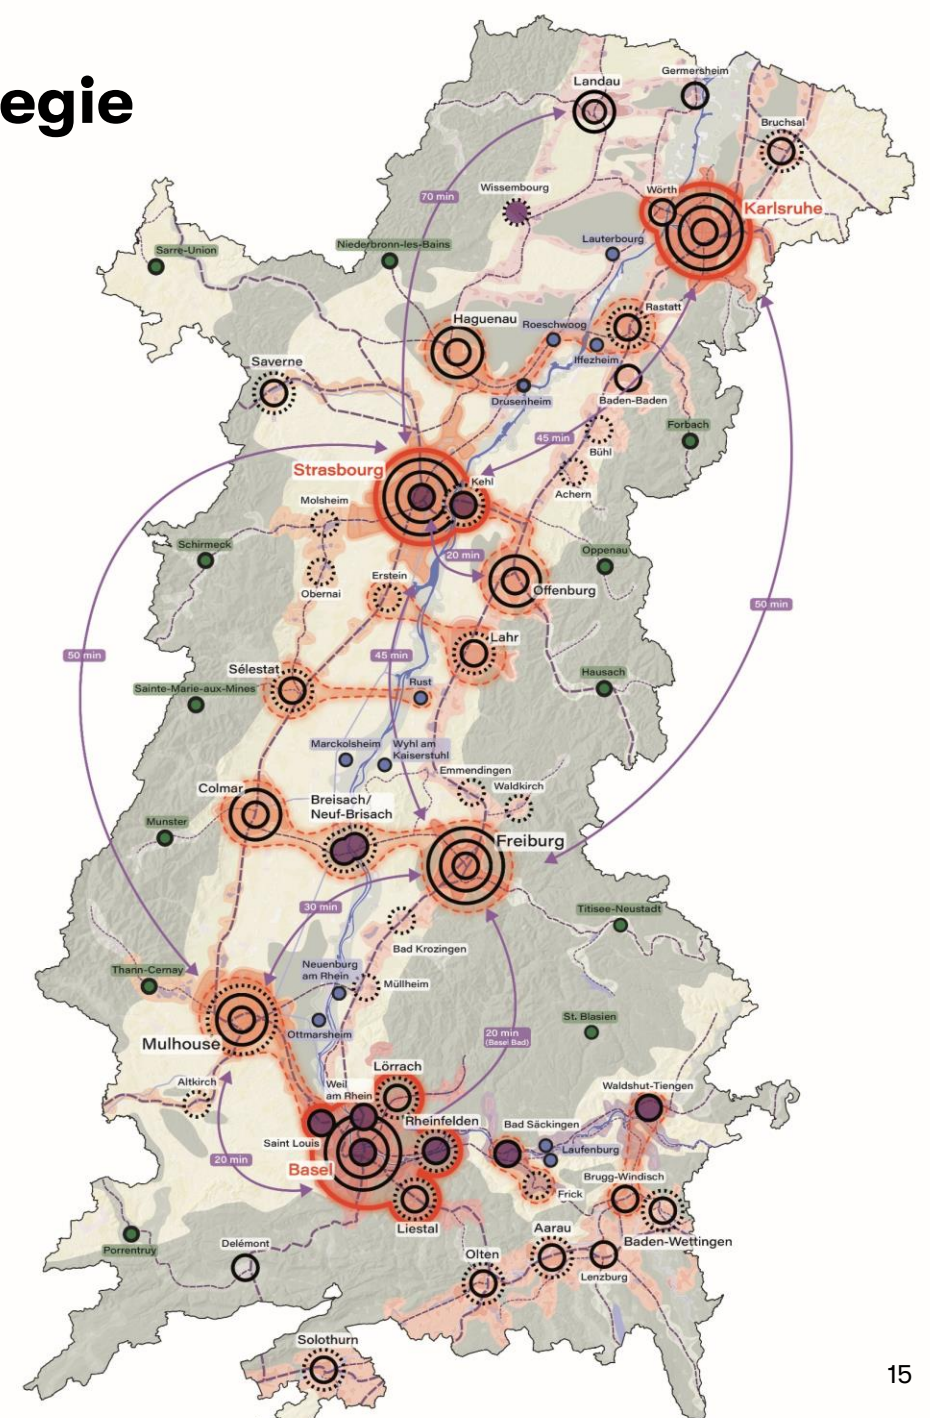 egie
Landau
Germersheim
Bruchsal
70 min
Wissembourg
Wörth
Karlsruhe
Lauterbourg
Niederbronn-les-Bains
Sarre-Union
Rastatt
Haguenau
Roeschwoog
Iffezheim
Saverne
Drusenheim
Baden-Baden
Forbach
45 min
Bühl
Strasbourg
Kehl
Achern
Molsheim
Schirmeck
20 min
Oppenau
Offenburg
Erstein
Obernai
50 min
Lahr
50 min
45 min
Sélestat
Hausach
Rust
Sainte-Marie-aux-Mines
Marckolsheim
Wyhl am
Kaiserstuhl
Emmendingen
Waldkirch
Colmar
Breisach/
Neuf-Brisach
Munster
Freiburg
30 min
Titisee-Neustadt
Bad Krozingen
Neuenburg
am Rhein
Thann-Cernay
Müllheim
St. Blasien
Ottmarsheim
20 min
(Basel Bad)
Mulhouse
Lörrach
Altkirch
Weil
am Rhein
Waldshut-Tiengen
Rheinfelden
Bad Säckingen
Saint Louis
Laufenburg
20 min
Basel
Brugg-Windisch
Frick
Liestal
Aarau
Baden-Wettingen
Porrentruy
Delémont
Olten
Lenzburg
Solothurn
15